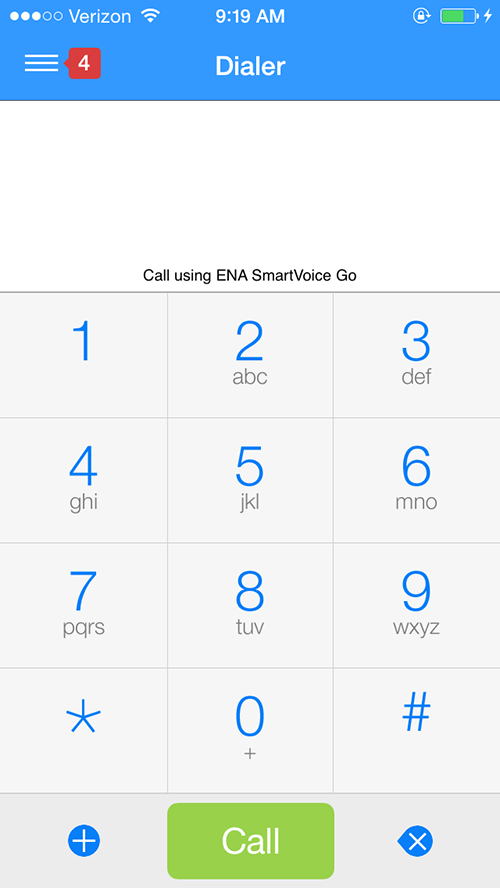 Verizon 9:19 AM
4 Dialer
Call using ENA SmartVoice Go
1 2 3
abc def
4 5 6
ghi jkl mno
7 8 9
pqrs tuv wxyz
* 0 #
+
Call